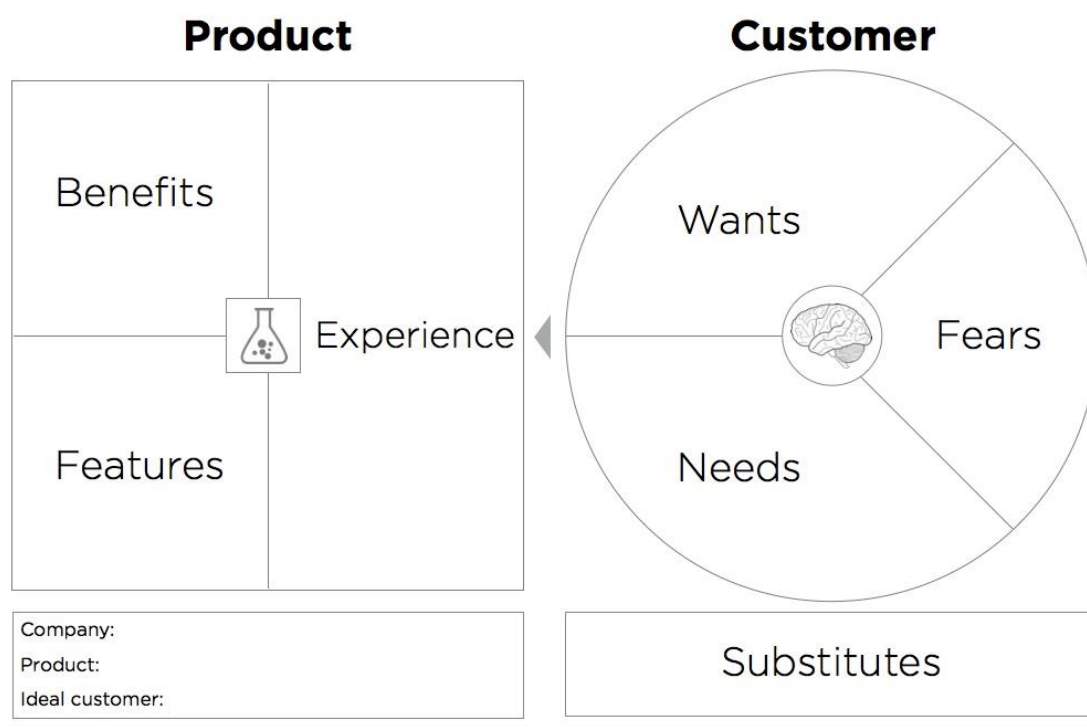 Product
Benefits
Experience
Features
Company:
Product:
Ideal customer:
Customer
Wants
Fears
Needs
Substitutes